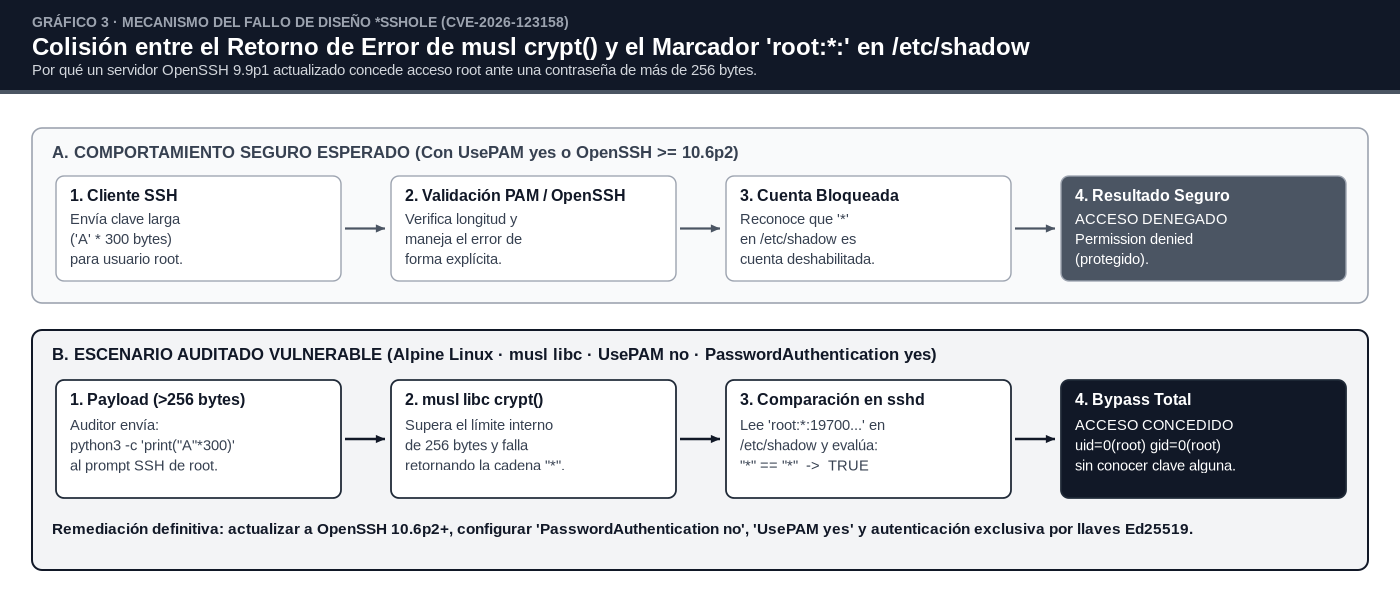 GRÁFICO 3 · MECANISMO DEL FALLO DE DISEÑO *SSHOLE (CVE-2026-123158)
Colisión entre el Retorno de Error de musl crypt() y el Marcador 'root:*:' en /etc/shadow
Por qué un servidor OpenSSH 9.9p1 actualizado concede acceso root ante una contraseña de más de 256 bytes.
A. COMPORTAMIENTO SEGURO ESPERADO (Con UsePAM yes o OpenSSH >= 10.6p2)
1. Cliente SSH
Envía clave larga
('A' * 300 bytes)
para usuario root.
2. Validación PAM / OpenSSH
Verifica longitud y
maneja el error de
forma explícita.
3. Cuenta Bloqueada
Reconoce que '*'
en /etc/shadow es
cuenta deshabilitada.
4. Resultado Seguro
ACCESO DENEGADO
Permission denied
(protegido).
B. ESCENARIO AUDITADO VULNERABLE (Alpine Linux · musl libc · UsePAM no · PasswordAuthentication yes)
1. Payload (>256 bytes)
Auditor envía:
python3 -c 'print("A"*300)'
al prompt SSH de root.
2. musl libc crypt()
Supera el límite interno
de 256 bytes y falla
retornando la cadena "*".
3. Comparación en sshd
Lee 'root:*:19700...' en
/etc/shadow y evalúa:
"*" == "*" -> TRUE
4. Bypass Total
ACCESO CONCEDIDO
uid=0(root) gid=0(root)
sin conocer clave alguna.
Remediación definitiva: actualizar a OpenSSH 10.6p2+, configurar 'PasswordAuthentication no', 'UsePAM yes' y autenticación exclusiva por llaves Ed25519.